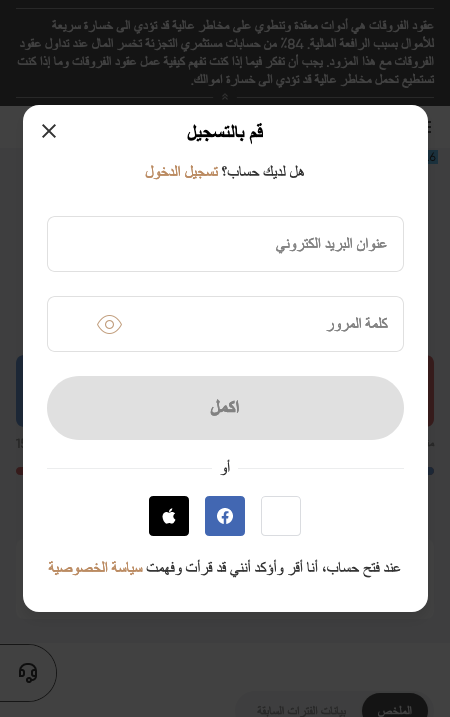 عقود الفروقات هي أدوات معقدة وتنطوي على مخاطر عالية قد تؤدي الى خسارة سريعة
للأموال بسبب الرافعة المالية. 84٪ من حسابات مستثمري التجزئة تخسر المال عند تداول عقود
الفروقات مع هذا المزود. يجب أن تفكر فيما إذا كنت تفهم كيفية عمل عقود الفروقات وما إذا كنت
تستطيع تحمل مخاطر عالية قد تؤدي الى خسارة اموالك.
قم بالتسجيل
هل لديك حساب؟ تسجيل الدخول
عنوان البريد الكتروني
كلمة المرور
اكمل
أو
عند فتح حساب، أنا أقر وأؤكد أنني قد قرأت وفهمت سياسة الخصوصية
الملخص
بيانات الفترات السابقة